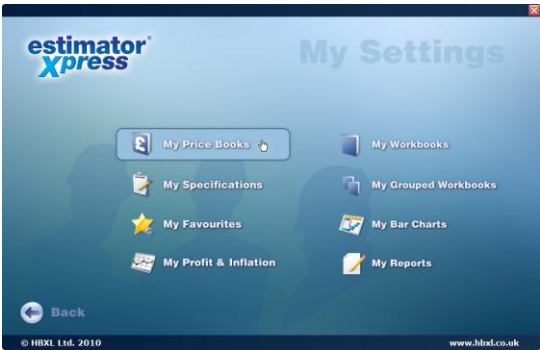 estimator
Xpress
My Settings
My Price Books
My Specifications
My Favourites
My Profit & Inflation
My Workbooks
My Grouped Workbooks
My Bar Charts
My Reports
Back
© HBXL Ltd. 2010
www.hbxl.co.uk